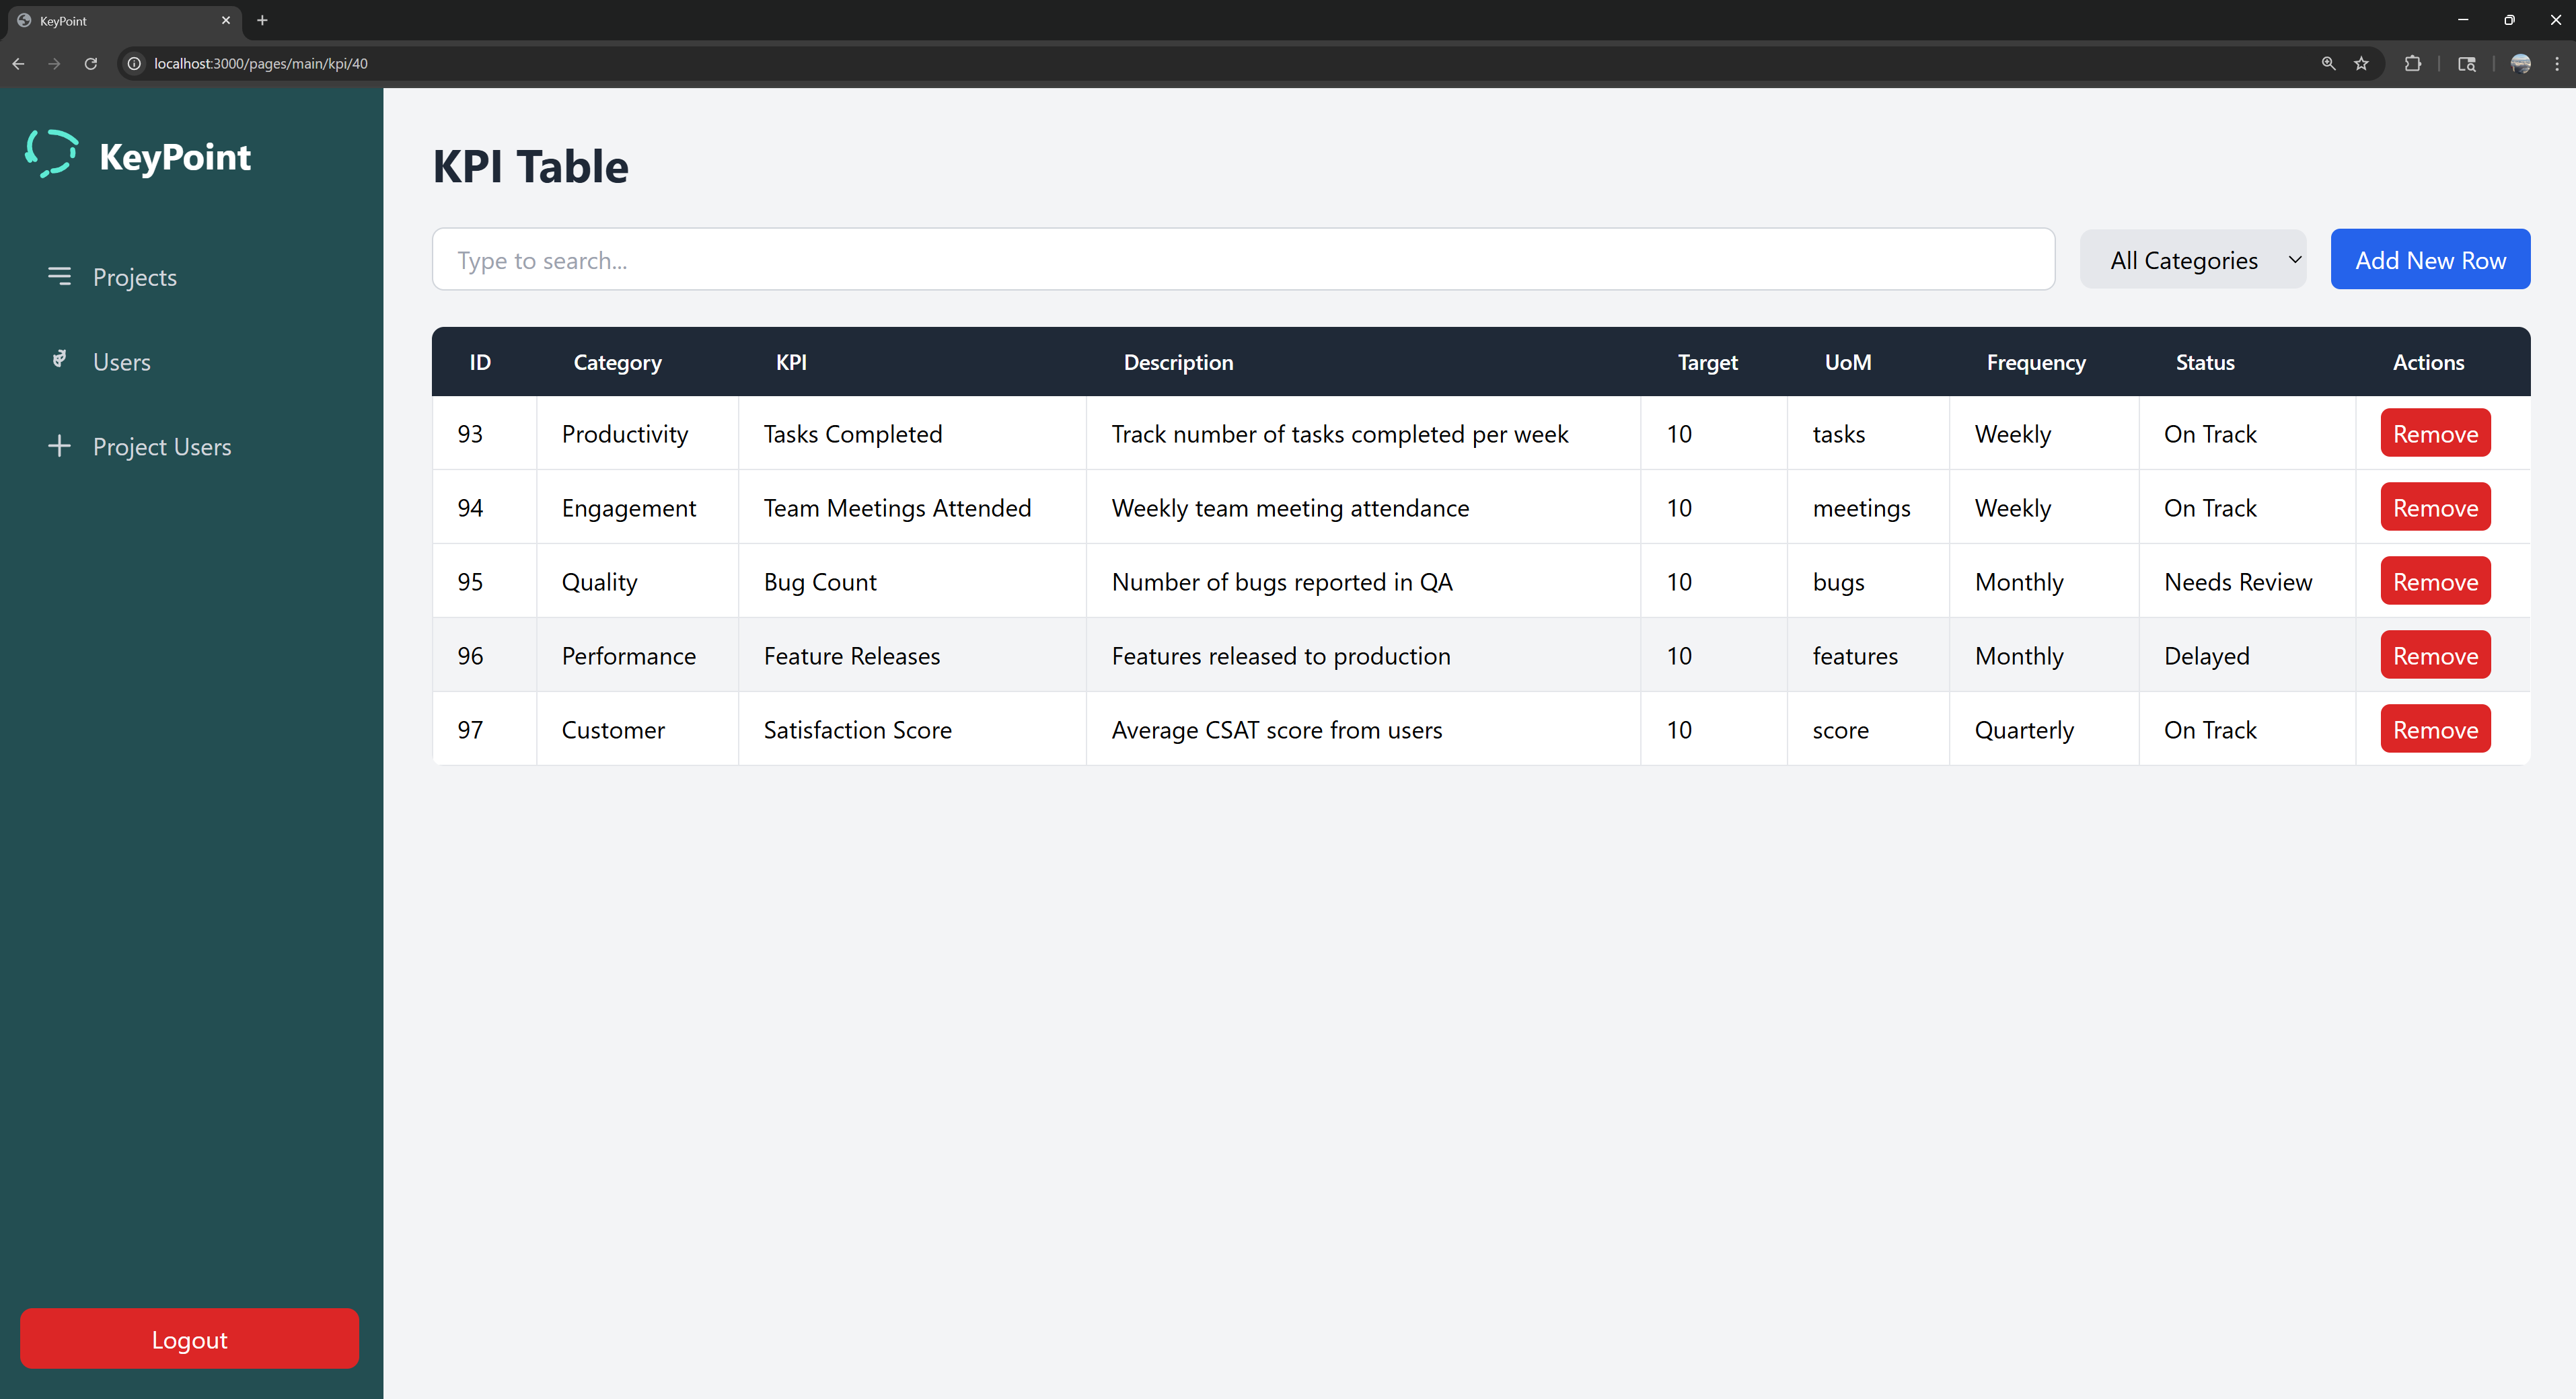 KeyPoint
localhost:3000/pages/main/kpi/40
KeyPoint
Projects
Users
Project Users
Logout
KPI Table
Type to search...
All Categories
Add New Row
ID Category KPI Description Target UoM Frequency Status Actions
93 Productivity Tasks Completed Track number of tasks completed per week 10 tasks Weekly On Track Remove
94 Engagement Team Meetings Attended Weekly team meeting attendance 10 meetings Weekly On Track Remove
95 Quality Bug Count Number of bugs reported in QA 10 bugs Monthly Needs Review Remove
96 Performance Feature Releases Features released to production 10 features Monthly Delayed Remove
97 Customer Satisfaction Score Average CSAT score from users 10 score Quarterly On Track Remove